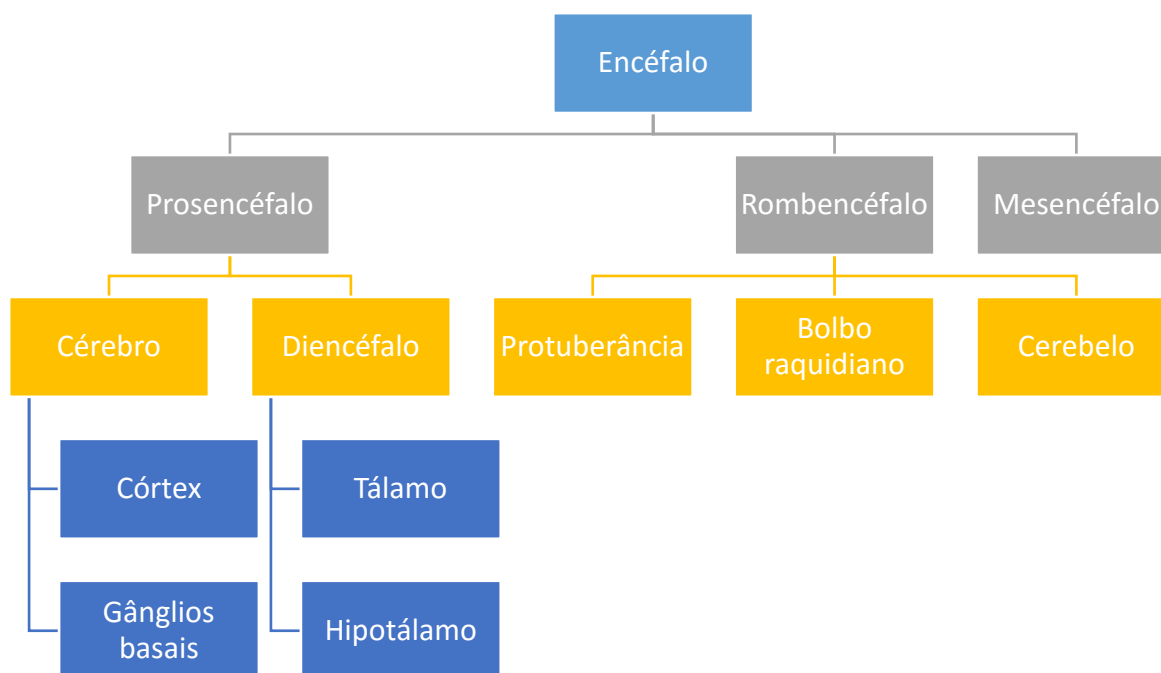 Encéfalo
Prosencéfalo
Rombencéfalo
Mesencéfalo
Cérebro
Diencéfalo
Protuberância
Bolbo
raquidiano
Cerebelo
Córtex
Tálamo
Gânglios
basais
Hipotálamo